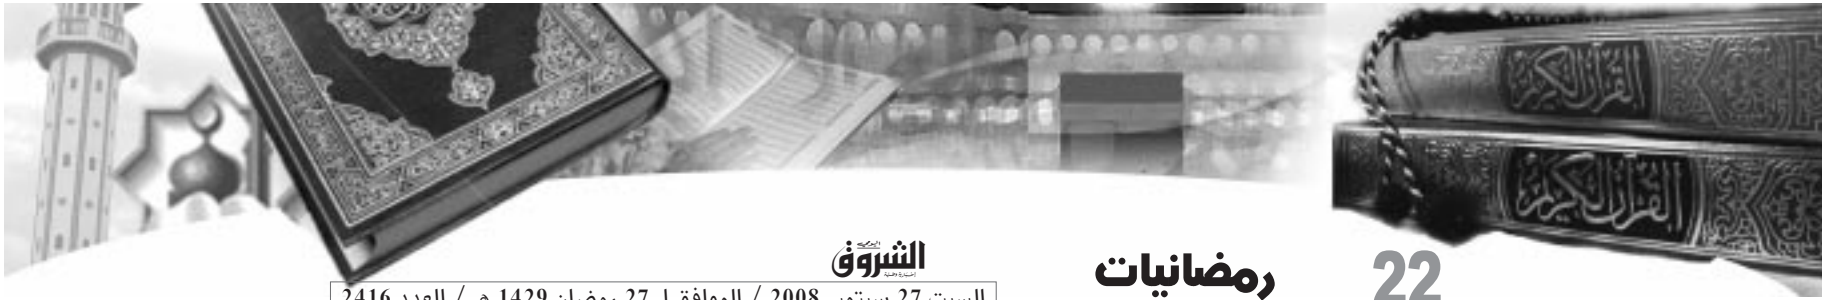 القرآن الكريم
القرآن الكريم
22
رمضانيات
الشروق
السبت 27 سبتمبر 2008 / الموافق لـ 27 رمضان 1429 هـ / العدد 2416